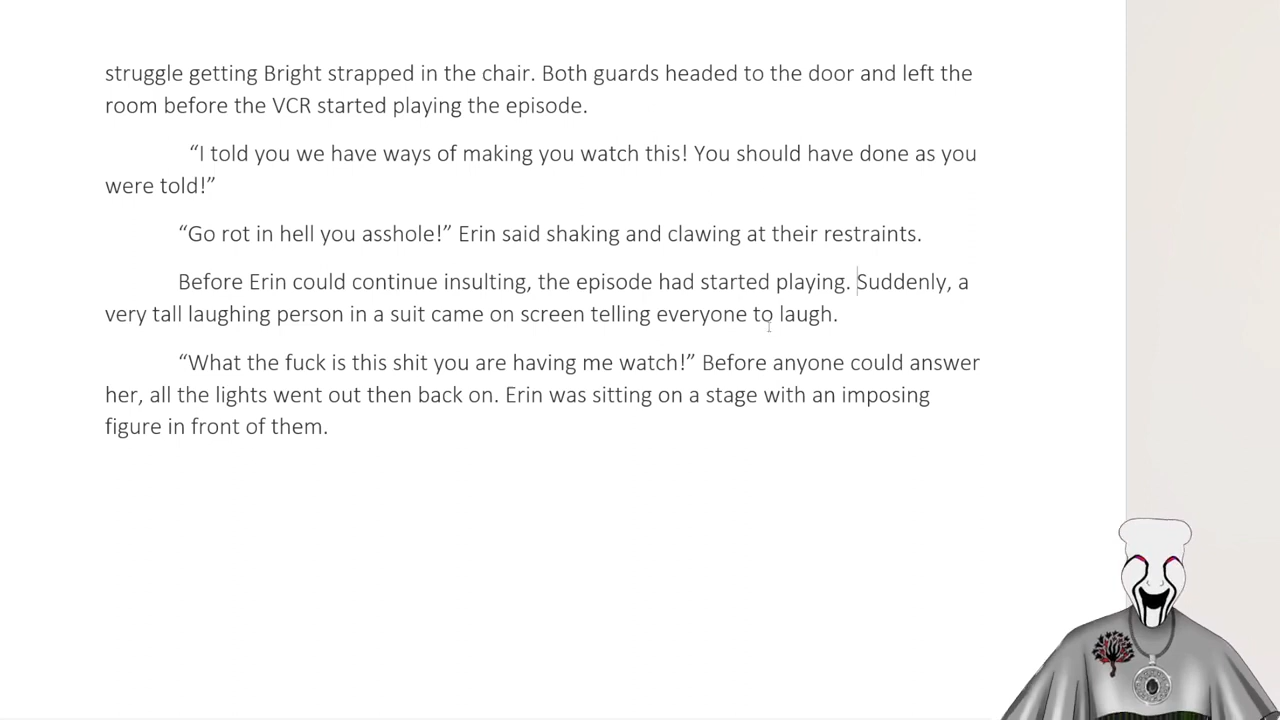 struggle getting Bright strapped in the chair. Both guards headed to the door and left the
room before the VCR started playing the episode.
“I told you we have ways of making you watch this! You should have done as you
were told!”
“Go rot in hell you asshole!” Erin said shaking and clawing at their restraints.
Before Erin could continue insulting, the episode had started playing. Suddenly, a
very tall laughing person in a suit came on screen telling everyone to laugh.
“What the fuck is this shit you are having me watch!” Before anyone could answer
her, all the lights went out then back on. Erin was sitting on a stage with an imposing
figure in front of them.